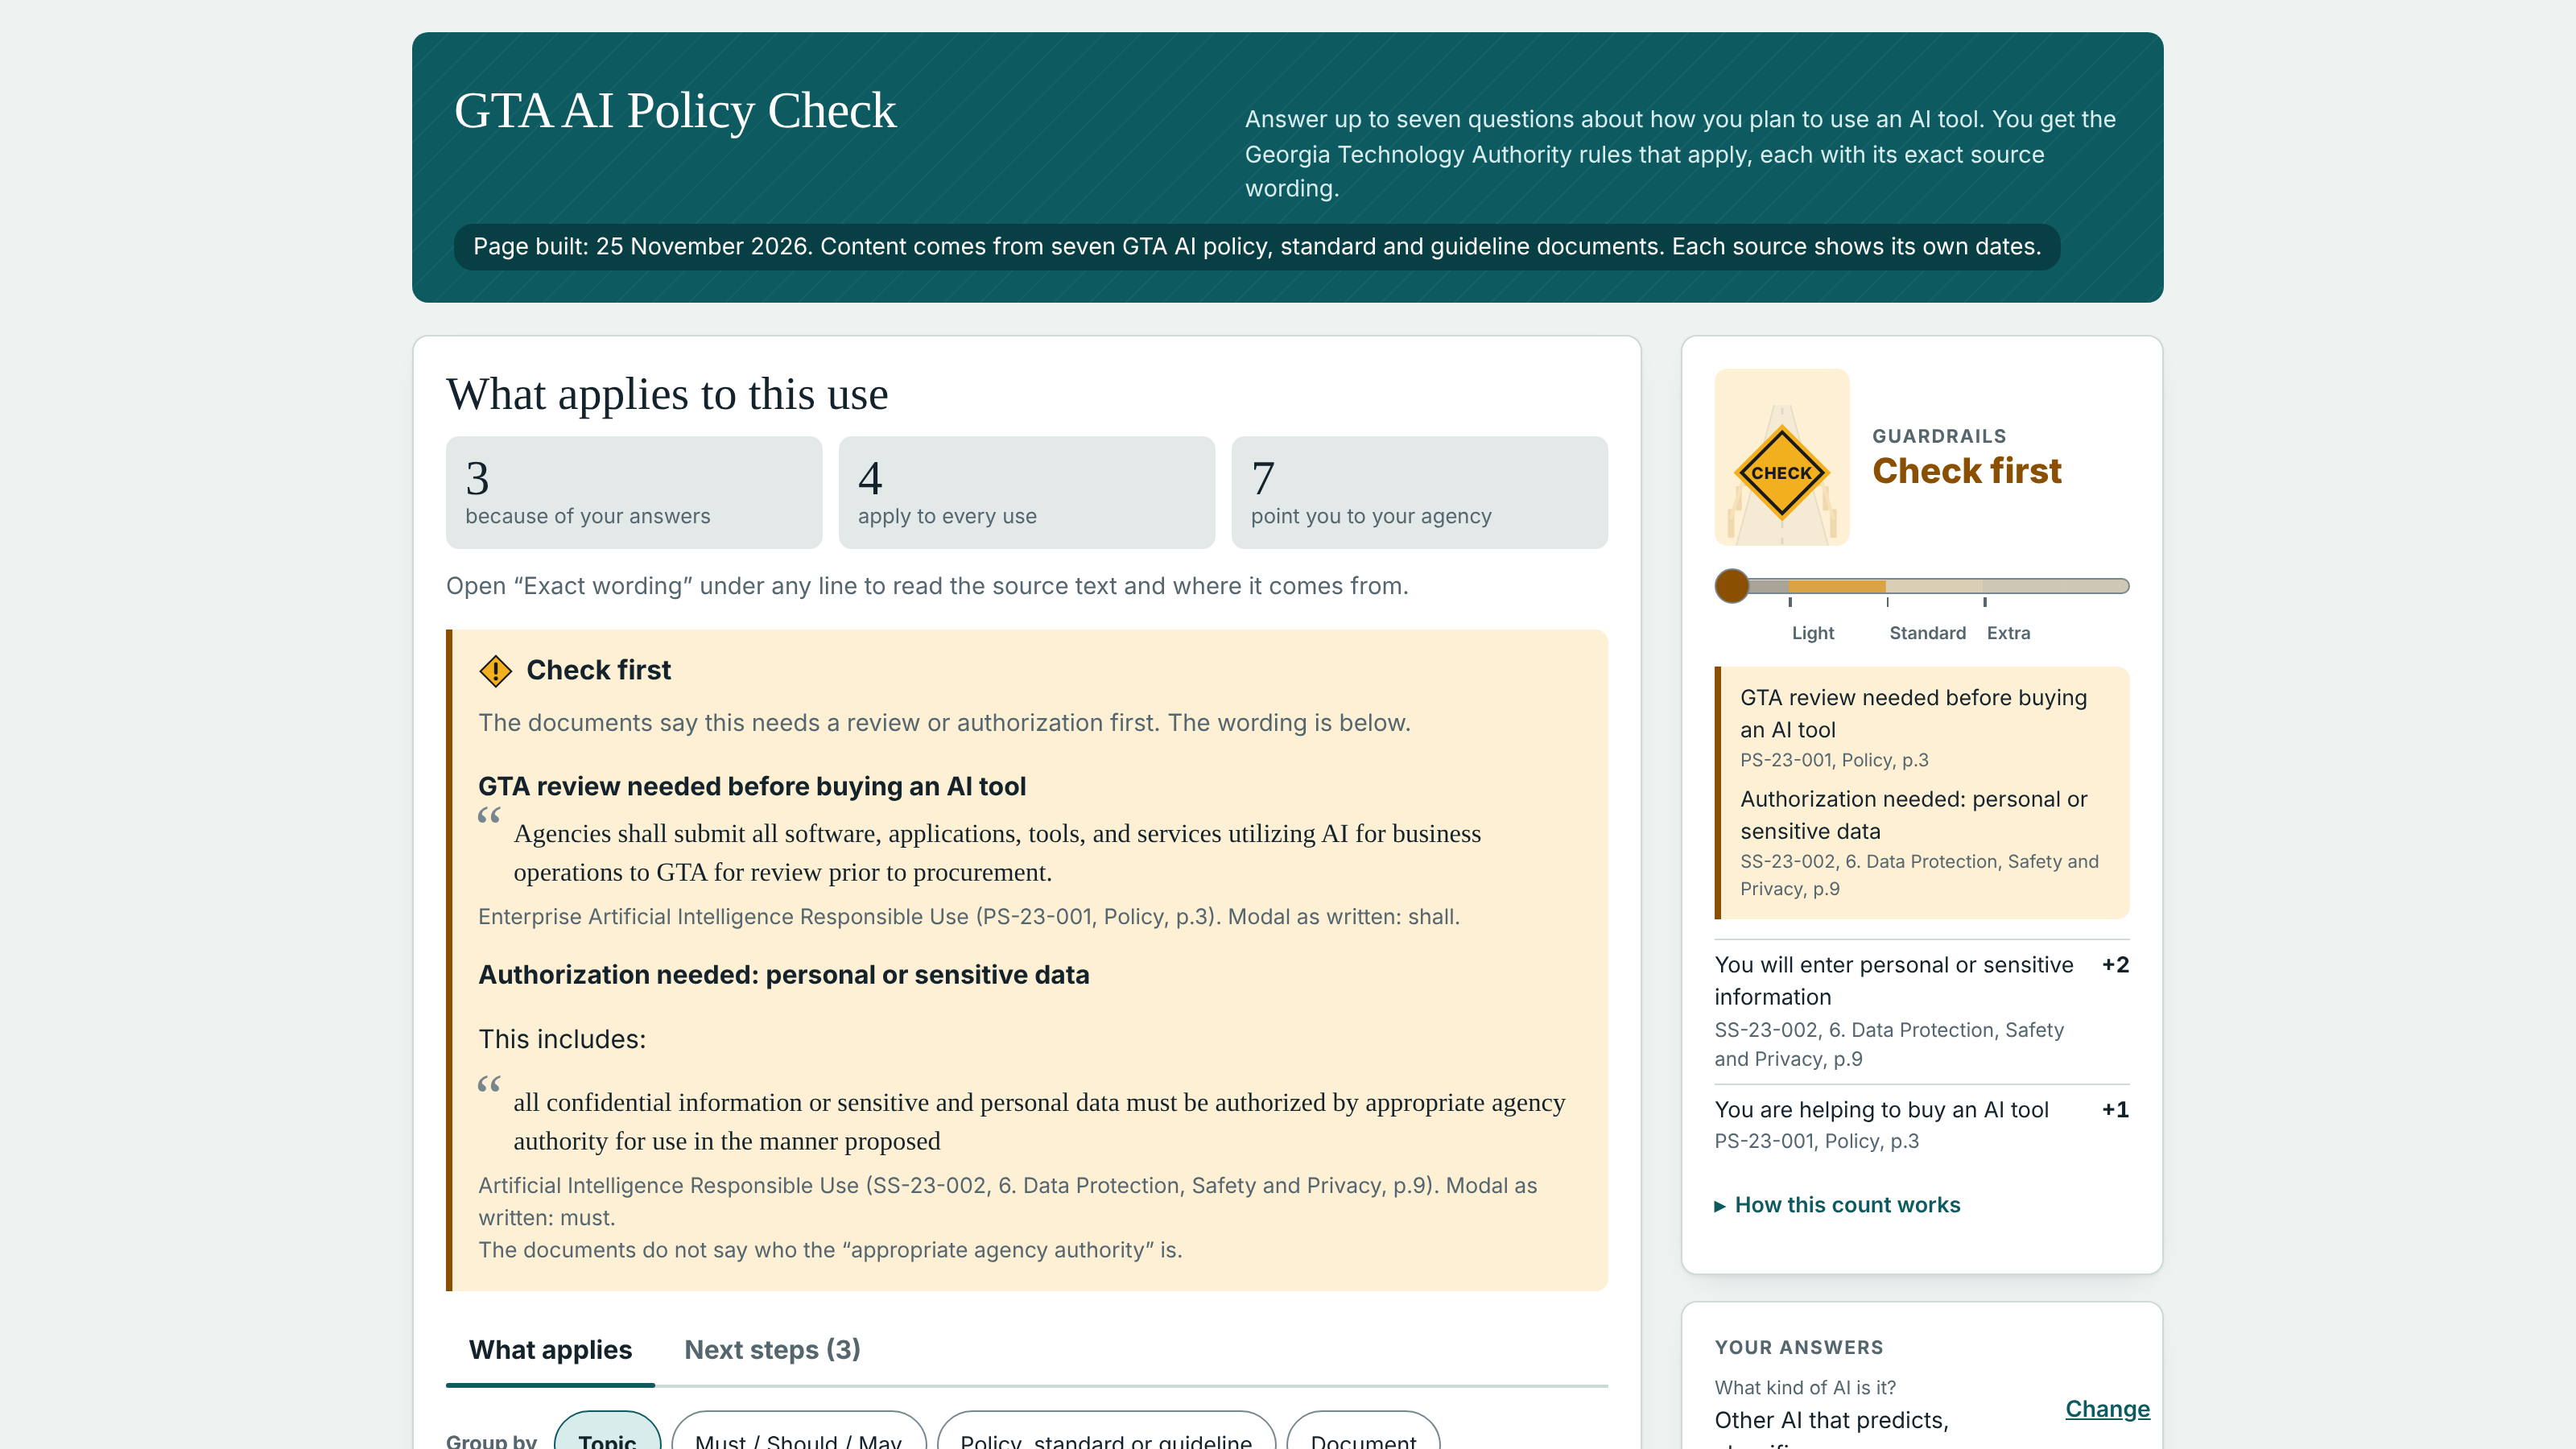 GTA AI Policy Check
Answer up to seven questions about how you plan to use an AI tool. You get the
Georgia Technology Authority rules that apply, each with its exact source
wording.
Page built: 25 November 2026. Content comes from seven GTA AI policy, standard and guideline documents. Each source shows its own dates.
What applies to this use
3
because of your answers
4
apply to every use
7
point you to your agency
Open “Exact wording” under any line to read the source text and where it comes from.
Check first
The documents say this needs a review or authorization first. The wording is below.
GTA review needed before buying an AI tool
“ Agencies shall submit all software, applications, tools, and services utilizing AI for business
operations to GTA for review prior to procurement.
Enterprise Artificial Intelligence Responsible Use (PS-23-001, Policy, p.3). Modal as written: shall.
Authorization needed: personal or sensitive data
This includes:
“ all confidential information or sensitive and personal data must be authorized by appropriate agency
authority for use in the manner proposed
Artificial Intelligence Responsible Use (SS-23-002, 6. Data Protection, Safety and Privacy, p.9). Modal as
written: must.
The documents do not say who the “appropriate agency authority” is.
What applies
Next steps (3)
Group by
Topic
Must / Should / May
Policy, standard or guideline
Document
CHECK
GUARDRAILS
Check first
Light
Standard
Extra
GTA review needed before buying
an AI tool
PS-23-001, Policy, p.3
Authorization needed: personal or
sensitive data
SS-23-002, 6. Data Protection, Safety and
Privacy, p.9
You will enter personal or sensitive +2
information
SS-23-002, 6. Data Protection, Safety
and Privacy, p.9
You are helping to buy an AI tool +1
PS-23-001, Policy, p.3
▸ How this count works
YOUR ANSWERS
What kind of AI is it?
Change
Other AI that predicts,